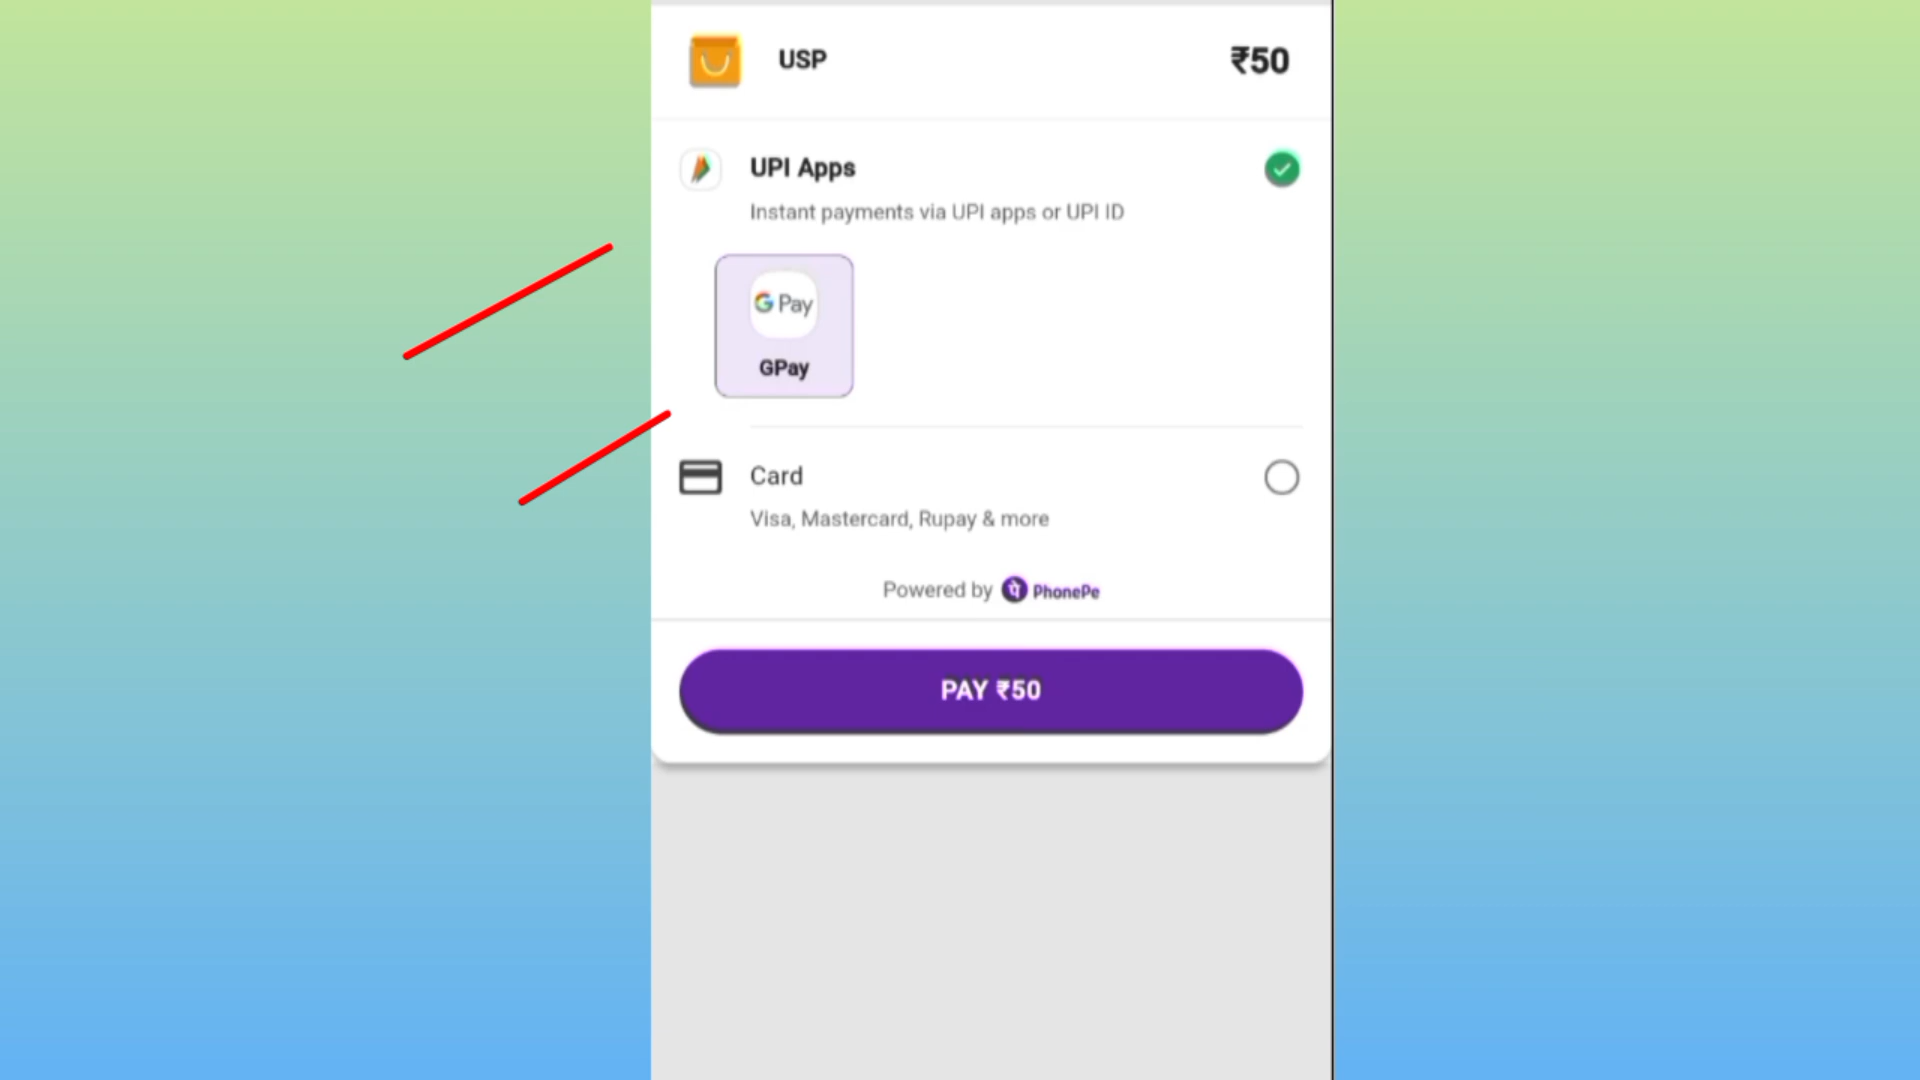 USP
₹50
UPI Apps
Instant payments via UPI apps or UPI ID
G Pay
GPay
Card
Visa, Mastercard, Rupay & more
Powered by पे PhonePe
PAY ₹50